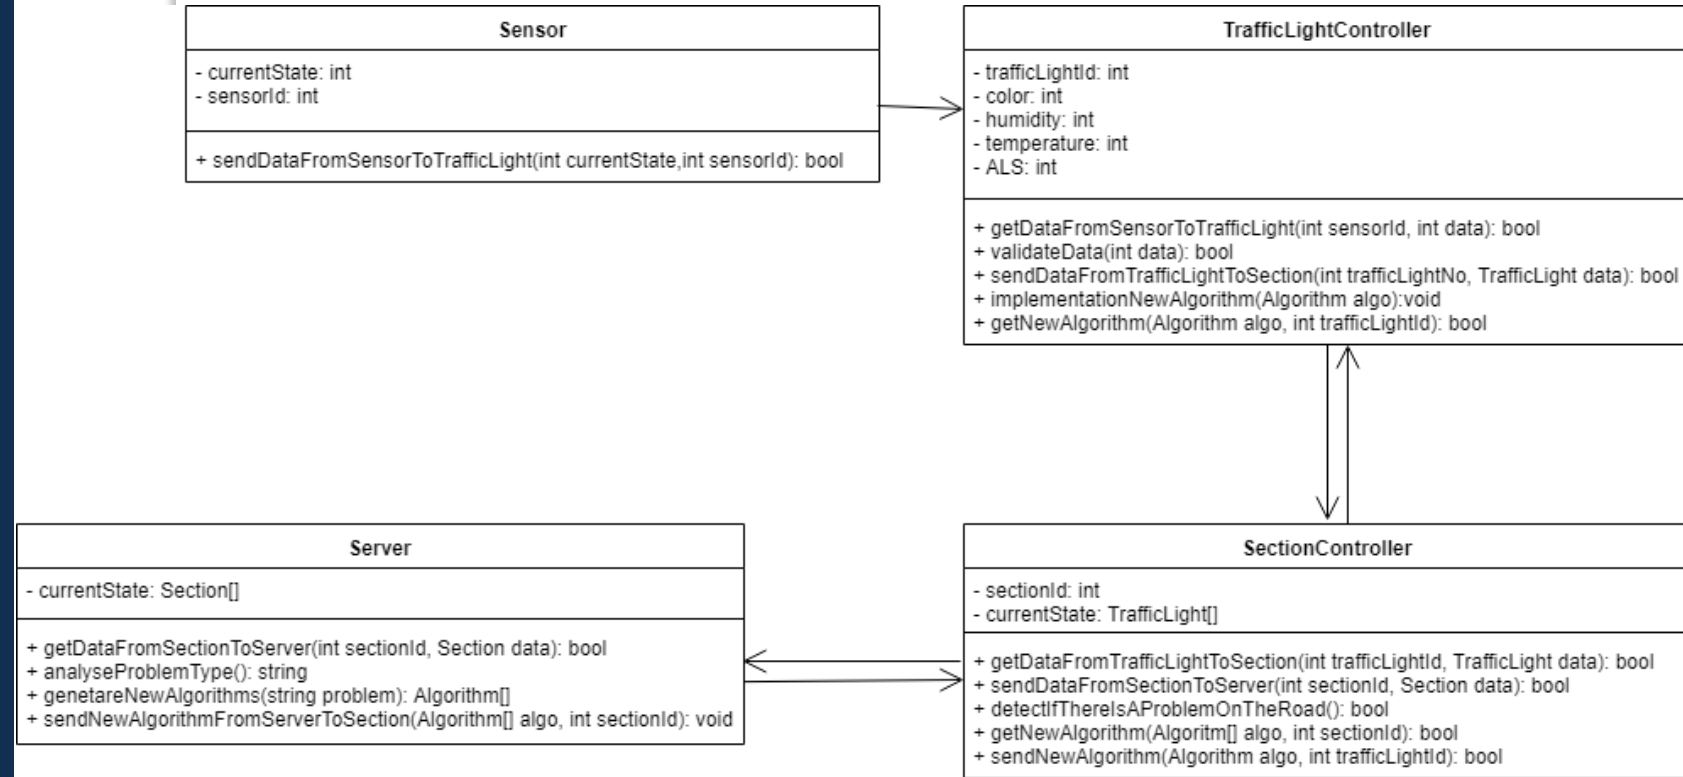 Sensor
- currentState: int
- sensorId: int
+ sendDataFromSensorToTrafficLight(int currentState,int sensorId): bool
TrafficLightController
- trafficLightId: int
- color: int
- humidity: int
- temperature: int
- ALS: int
+ getDataFromSensorToTrafficLight(int sensorId, int data): bool
+ validateData(int data): bool
+ sendDataFromTrafficLightToSection(int trafficLightNo, TrafficLight data): bool
+ implementationNewAlgorithm(Algorithm algo):void
+ getNewAlgorithm(Algorithm algo, int trafficLightId): bool
Server
- currentState: Section[]
+ getDataFromSectionToServer(int sectionId, Section data): bool
+ analyseProblemType(): string
+ genetareNewAlgorithms(string problem): Algorithm[]
+ sendNewAlgorithmFromServerToSection(Algorithm[] algo, int sectionId): void
SectionController
- sectionId: int
- currentState: TrafficLight[]
+ getDataFromTrafficLightToSection(int trafficLightId, TrafficLight data): bool
+ sendDataFromSectionToServer(int sectionId, Section data): bool
+ detectIfThereIsAProblemOnTheRoad(): bool
+ getNewAlgorithm(Algoritm[] algo, int sectionId): bool
+ sendNewAlgorithm(Algorithm algo, int trafficLightId): bool